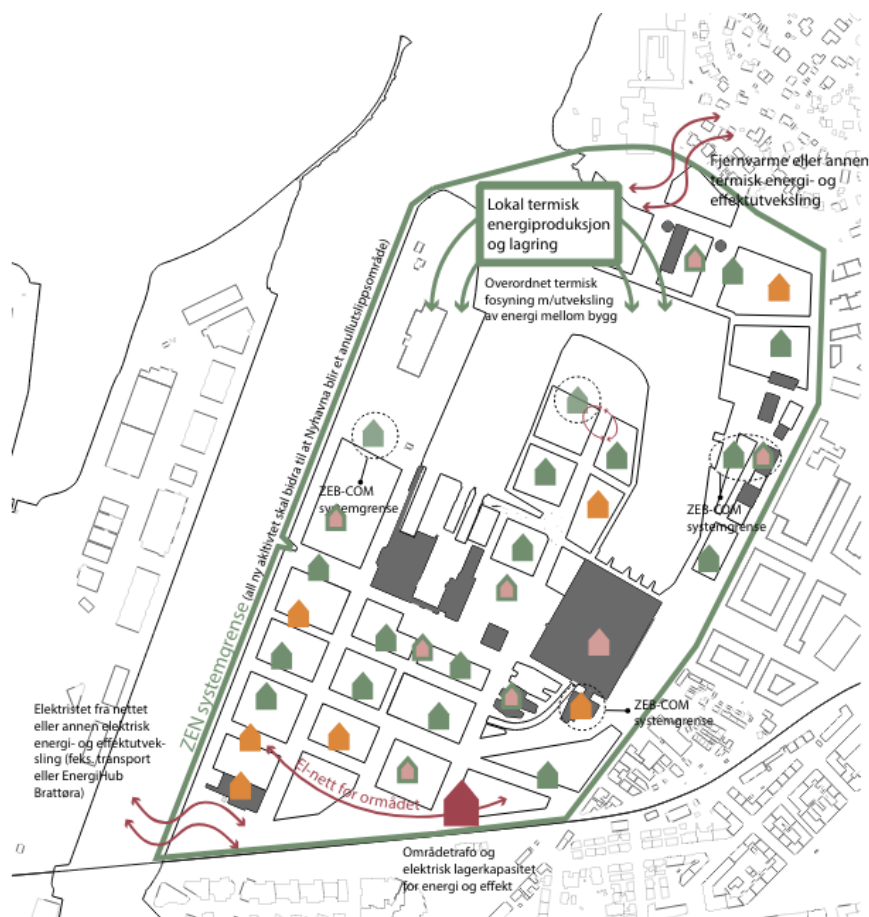 Fjernvarme eller annen
termisk energi- og
effektutveksling
Lokal termisk
energiproduksjon
og lagring
Overordnet termisk
fosyning m/utveksling
av energi mellom bygg
ZEN systemgrense (all ny akltivtet skal bidra til at Nyhavna blir et anullutslippsområde)
ZEB-COM
systemgrense
ZEB-COM
systemgrense
ZEB-COM
systemgrense
Elektristet fra nettet
eller annen elektrisk
energi- og effektutvek-
sling (feks. transport
eller EnergiHub
Brattøra)
El-nett for ormådet
Områdetrafo og
elektrisk lagerkapasitet
for energi og effekt